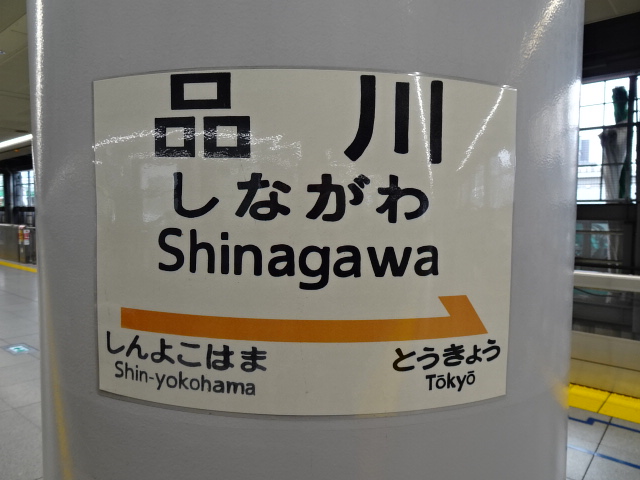 品川
しながわ
Shinagawa
しんよこはま とうきょう
Shin-yokohama Tōkyō